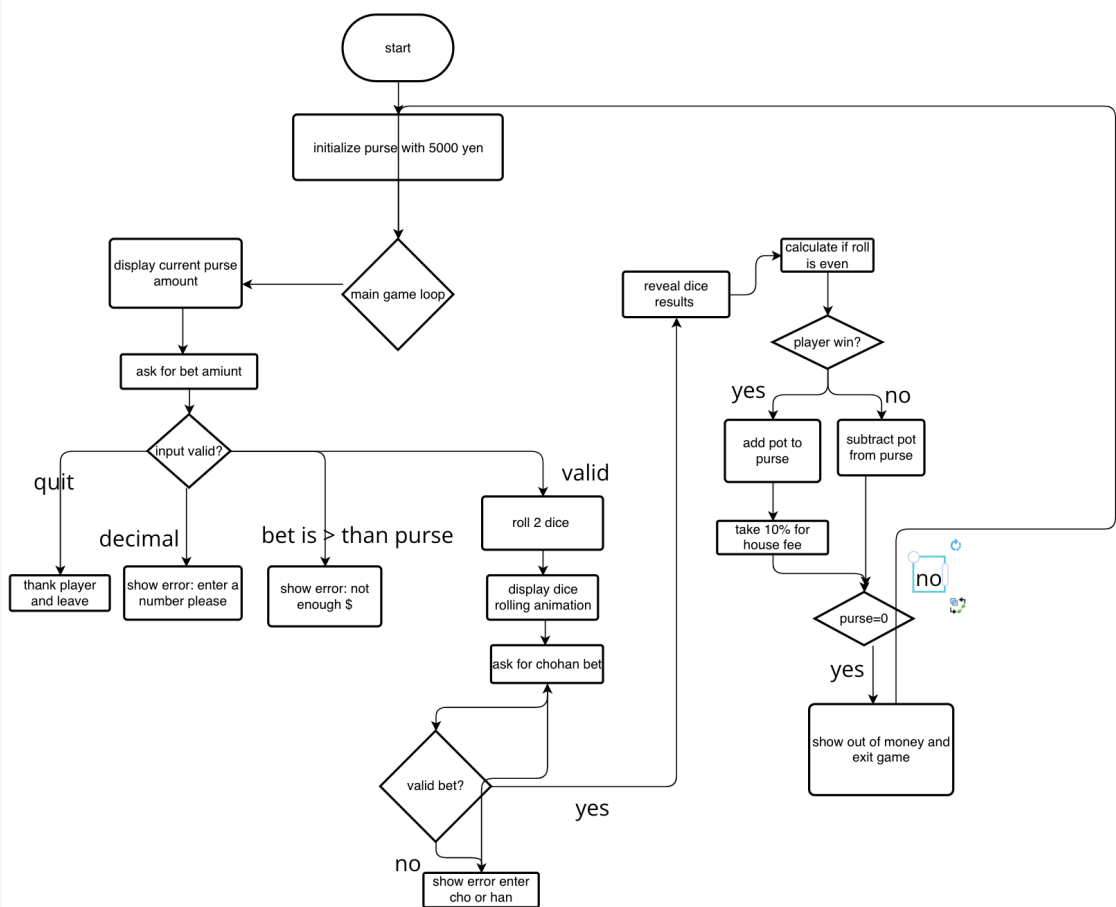 start
initialize purse with 5000 yen
main game loop
display current purse
amount
ask for bet amiunt
input valid?
quit
decimal
bet is > than purse
valid
thank player
and leave
show error: enter a
number please
show error: not
enough $
roll 2 dice
display dice
rolling animation
ask for chohan bet
valid bet?
yes
no
show error enter
cho or han
reveal dice
results
calculate if roll
is even
player win?
yes
no
add pot to
purse
subtract pot
from purse
take 10% for
house fee
no
purse=0
yes
show out of money and
exit game